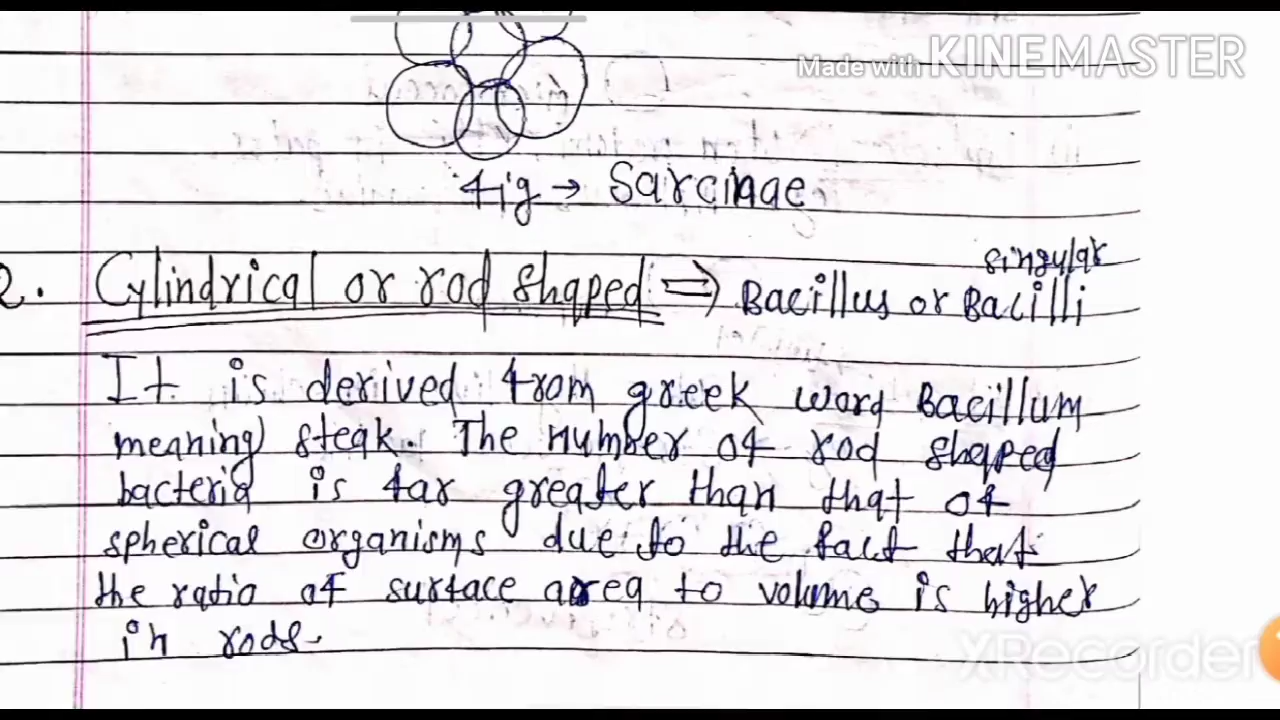 Made with KINEMASTER
fig → Sarcinae
singular
2. Cylindrical or rod shaped ⇒ Bacillus or Bacilli
It is derived from greek word Bacillum
meaning steak. The number of rod shaped
bacteria is far greater than that of
spherical organisms due to the fact that
the ratio of surface area to volume is higher
in rods.
XRecorder